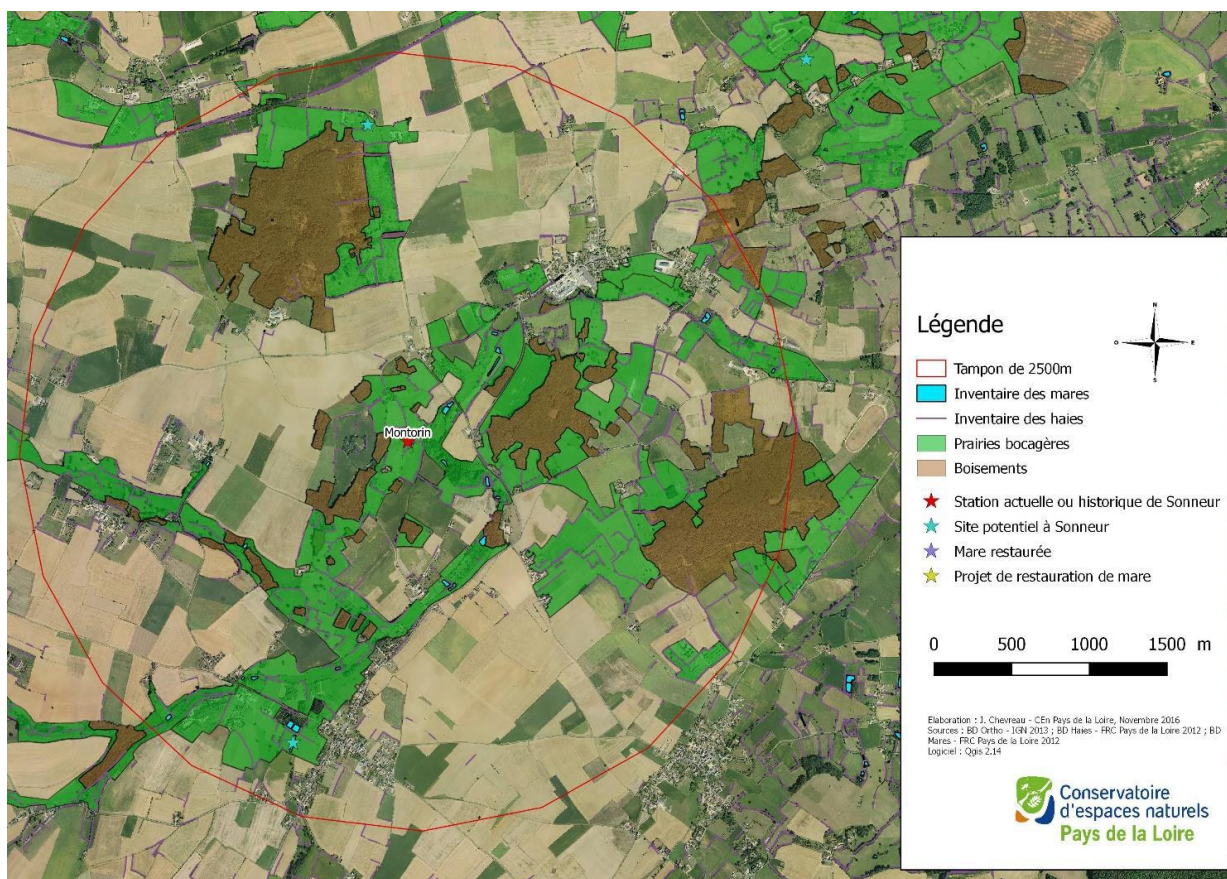 Montorin
Légende
N
O
E
S
Tampon de 2500m
Inventaire des mares
Inventaire des haies
Prairies bocagères
Boisements
Station actuelle ou historique de Sonneur
Site potentiel à Sonneur
Mare restaurée
Projet de restauration de mare
0 500 1000 1500 m
Elaboration : J. Chevreau - CEn Pays de la Loire, Novembre 2016
Sources : BD Ortho - IGN 2013 ; BD Haies - FRC Pays de la Loire 2012 ; BD
Mares - FRC Pays de la Loire 2012
Logiciel : Qgis 2.14
Conservatoire
d'espaces naturels
Pays de la Loire